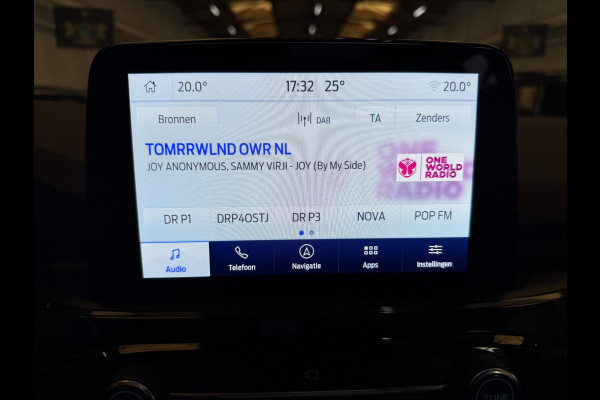 20.0° 17:32 25° 20.0°
Bronnen DAB TA Zenders
TOMRRWLND OWR NL
JOY ANONYMOUS, SAMMY VIRJI - JOY (By My Side)
ONE
WORLD
RADIO
DR P1 DRP4OSTJ DR P3 NOVA POP FM
Audio Telefoon Navigatie Apps Instellingen
TUNE